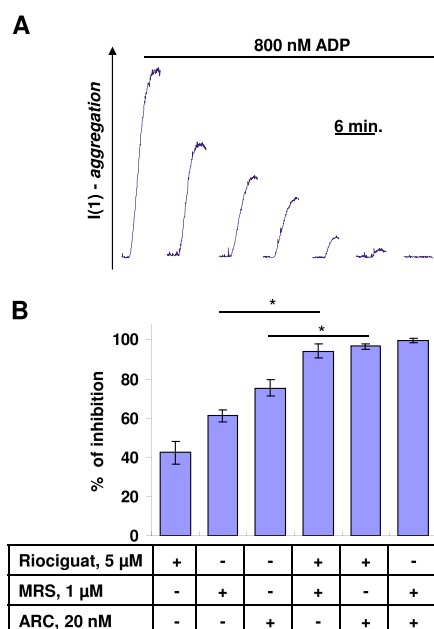 A
800 nM ADP
6 min.
I(1) - aggregation
B
*
*
% of inhibition
100
80
60
40
20
0
Riociguat, 5 µM + - - + + -
MRS, 1 µM - + - + - +
ARC, 20 nM - - + - + +